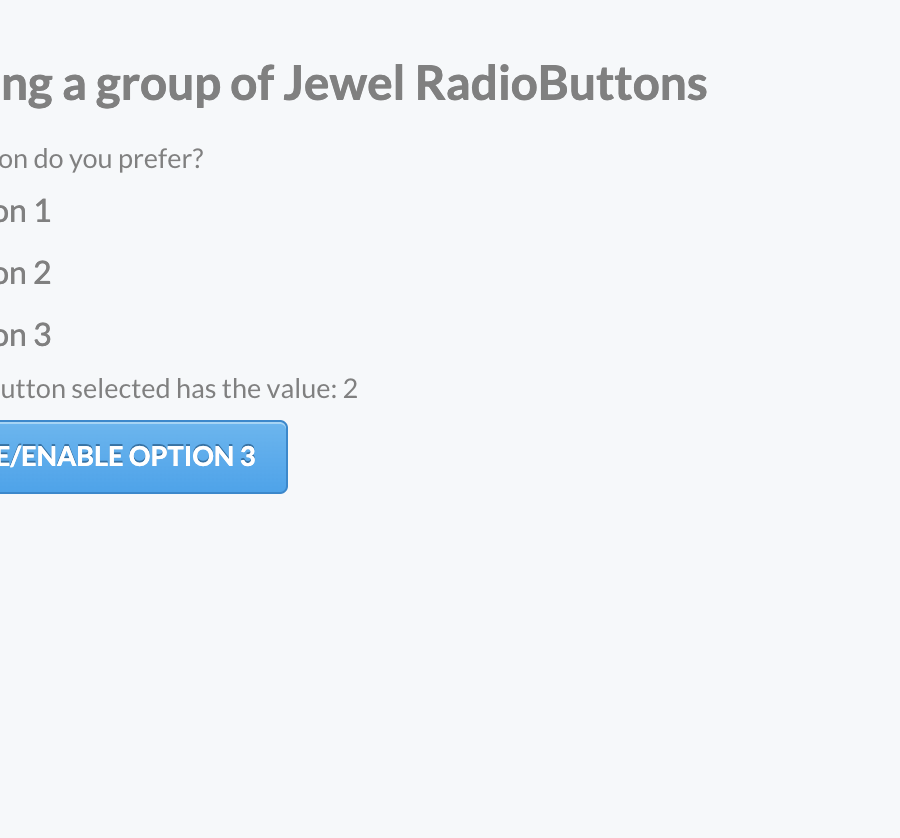 ng a group of Jewel RadioButtons
on do you prefer?
on 1
on 2
on 3
utton selected has the value: 2
E/ENABLE OPTION 3